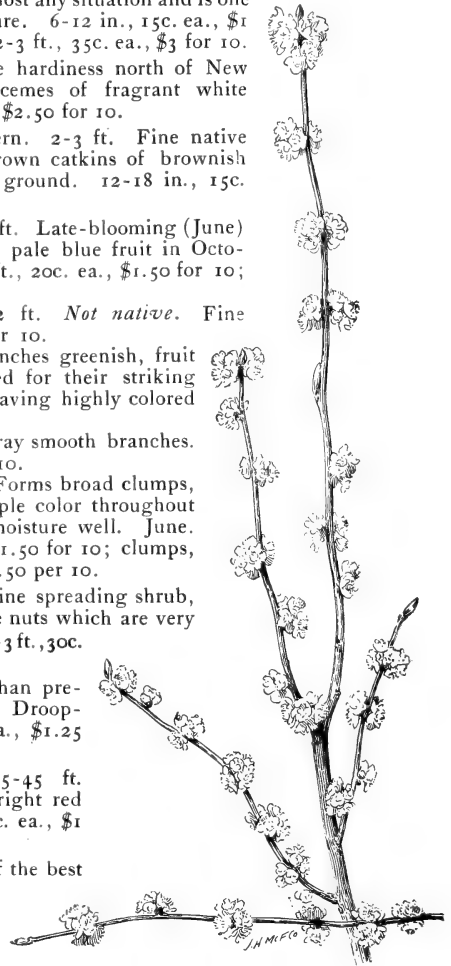 most any situation and is one
ure. 6-12 in., 15c. ea., $1
2-3 ft., 35c. ea., $3 for 10.
e hardiness north of New
cemes of fragrant white
$2.50 for 10.
ern. 2-3 ft. Fine native
rown catkins of brownish
ground. 12-18 in., 15c.
ft. Late-blooming (June)
pale blue fruit in Octo-
t., 20c. ea., $1.50 for 10;
ft. Not native. Fine
r 10.
nches greenish, fruit
ed for their striking
aving highly colored
ray smooth branches.
10.
Forms broad clumps,
ple color throughout
moisture well. June.
1.50 for 10; clumps,
.50 per 10.
ine spreading shrub,
e nuts which are very
3 ft., 30c.
han pre-
Droop-
a., $1.25
5-45 ft.
right red
c. ea., $1
f the best
J.H.McF.Co